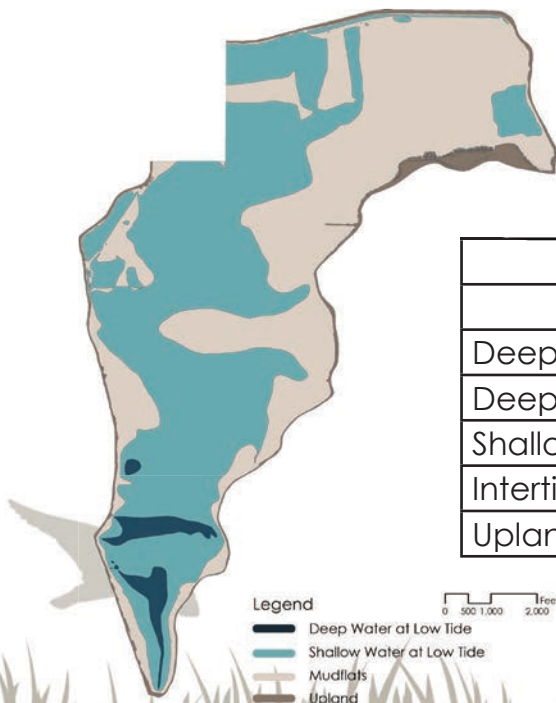 Deep
Deep
Shallo
Interti
Uplan
Legend
Deep Water at Low Tide
Shallow Water at Low Tide
Mudflats
Upland
Fee
0 500 1,000 2,000